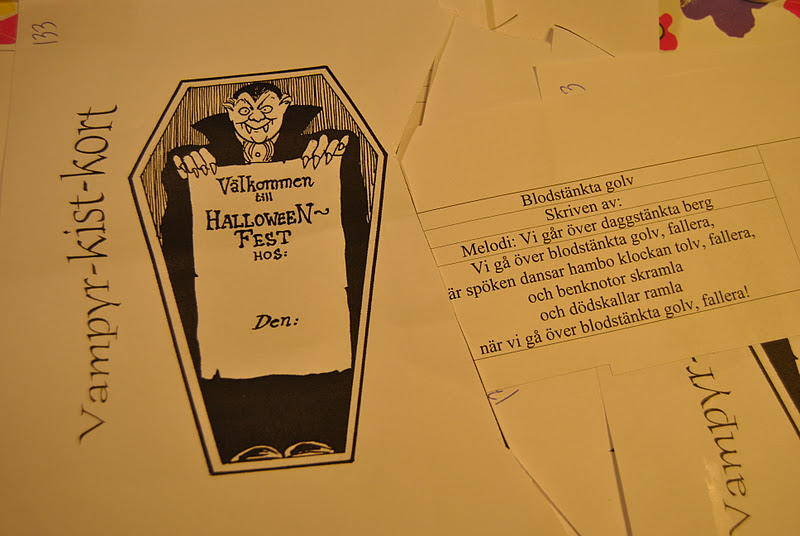 133
Vampyr-kist-kort
Välkommen
till
HALLOWEEN~
FEST
HOS:
Den:
3
Blodstänkta golv
Skriven av:
Melodi: Vi går över daggstänkta berg
Vi gå över blodstänkta golv, fallera,
är spöken dansar hambo klockan tolv, fallera,
och benknotor skramla
och dödskallar ramla
när vi gå över blodstänkta golv, fallera!
Vampyr-